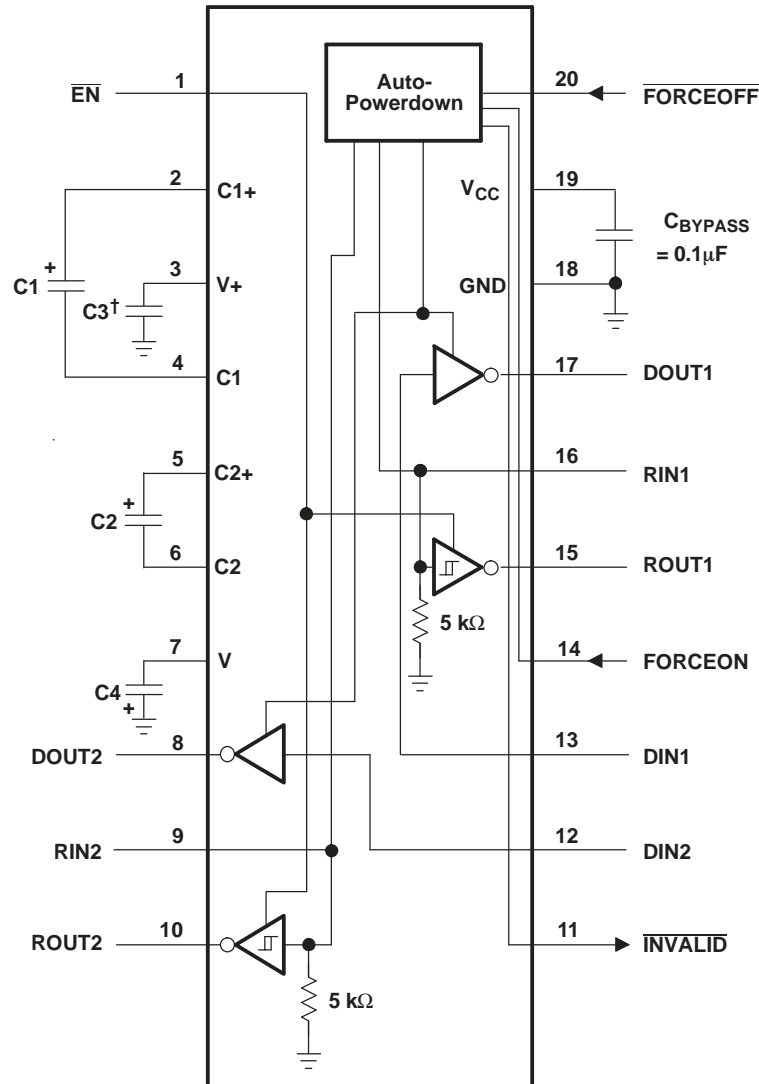 Auto-
Powerdown
EN
1
20
FORCEOFF
2
C1+
VCC
19
CBYPASS
= 0.1µF
+
C1
3
V+
C3†
GND
18
4
C1
17
DOUT1
5
C2+
16
RIN1
+
C2
6
C2
15
ROUT1
5 kΩ
7
V
14
FORCEON
C4
+
DOUT2
8
13
DIN1
RIN2
9
12
DIN2
ROUT2
10
11
INVALID
5 kΩ